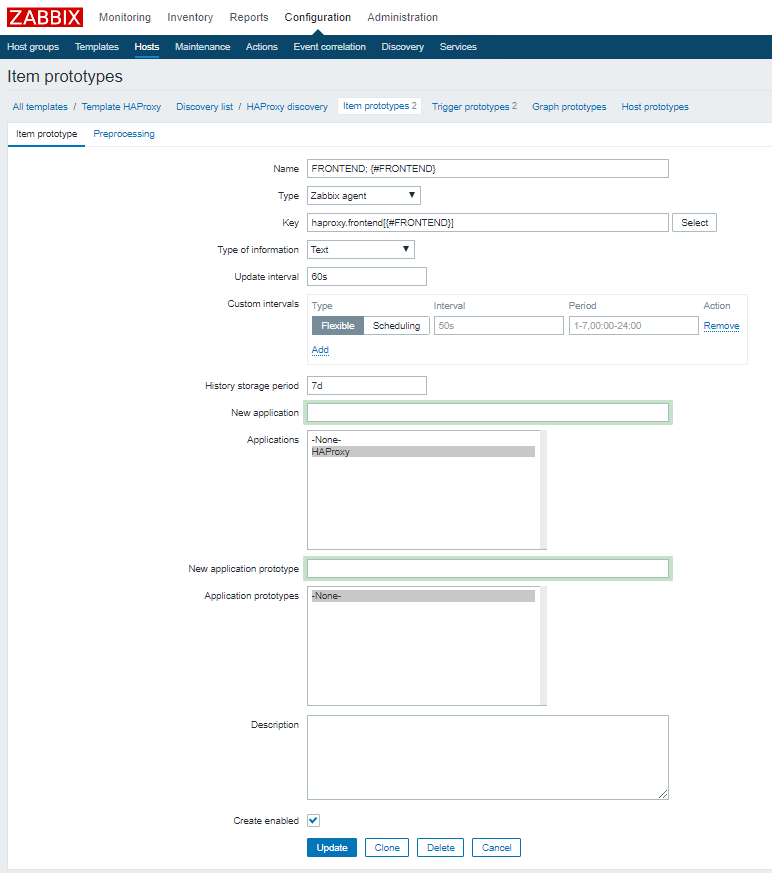 ZABBIX Monitoring Inventory Reports Configuration Administration
Host groups Templates Hosts Maintenance Actions Event correlation Discovery Services
Item prototypes
All templates / Template HAProxy Discovery list / HAProxy discovery Item prototypes 2 Trigger prototypes 2 Graph prototypes Host prototypes
Item prototype Preprocessing
Name FRONTEND; {#FRONTEND}
Type Zabbix agent
Key haproxy.frontend[{#FRONTEND}] Select
Type of information Text
Update interval 60s
Custom intervals Type Interval Period Action
Flexible Scheduling 50s 1-7,00:00-24:00 Remove
Add
History storage period 7d
New application
Applications -None-
HAProxy
New application prototype
Application prototypes -None-
Description
Create enabled
Update Clone Delete Cancel